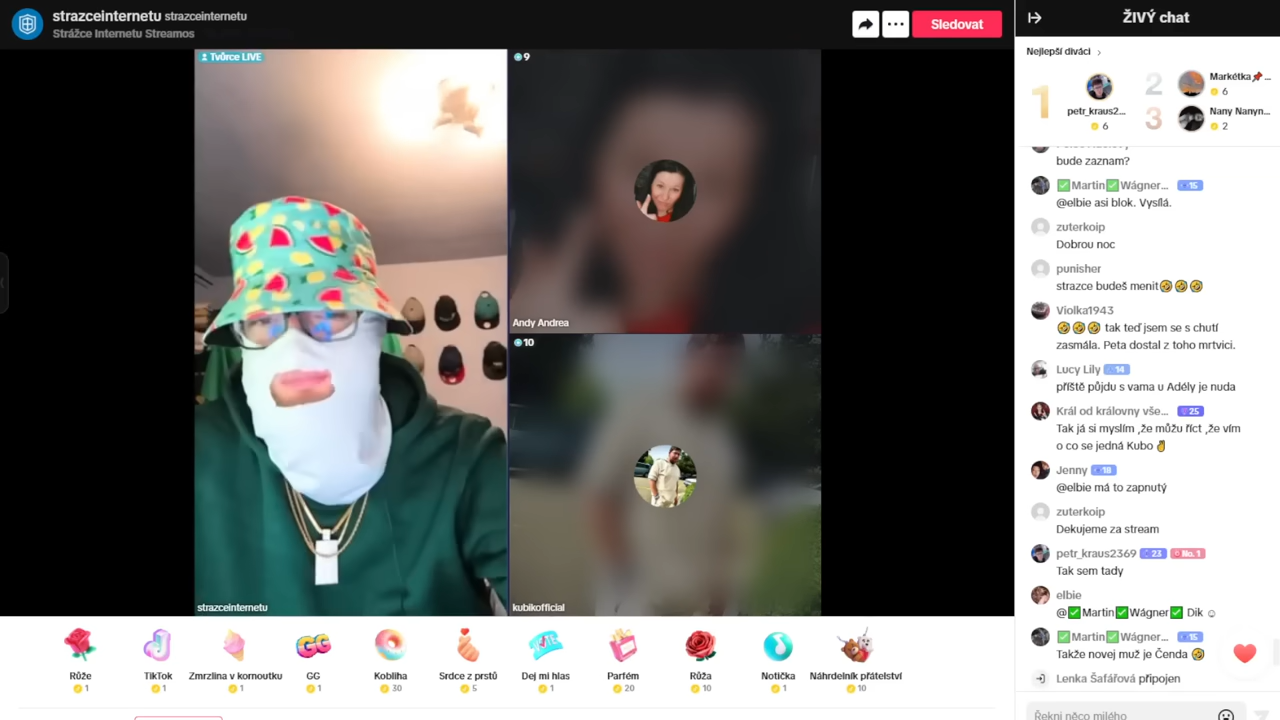 strazceinternetu strazceinternetu
Strážce Internetu Streamos
Sledovat
Tvůrce LIVE
9
Andy Andrea
10
strazceinternetu
kubikofficial
Růže
1
TikTok
1
Zmrzlina v kornoutku
1
GG
1
Kobliha
30
Srdce z prstů
5
Dej mi hlas
1
Parfém
20
Růža
10
Notička
1
Náhrdelník přátelství
10
ŽIVÝ chat
Nejlepší diváci
1
petr_kraus2...
6
2
Markétka📌...
6
3
Nany Nanyn...
2
bude zaznam?
✅Martin✅Wágner... 15
@elbie asi blok. Vysílá.
zuterkoip
Dobrou noc
punisher
strazce budeš menit🤣🤣🤣
Violka1943
🤣🤣🤣 tak teď jsem se s chutí
zasmála. Peta dostal z toho mrtvici.
Lucy Lily 14
příště půjdu s vama u Adély je nuda
Král od královny vše... 25
Tak já si myslím ,že můžu říct ,že vím
o co se jedná Kubo✌
Jenny 18
@elbie má to zapnutý
zuterkoip
Dekujeme za stream
petr_kraus2369 23 No. 1
Tak sem tady
elbie
@✅Martin✅Wágner✅ Dik ☺
✅Martin✅Wágner... 15
Takže novej muž je Čenda 🤣
Lenka Šafářová připojen
Řekni něco milého